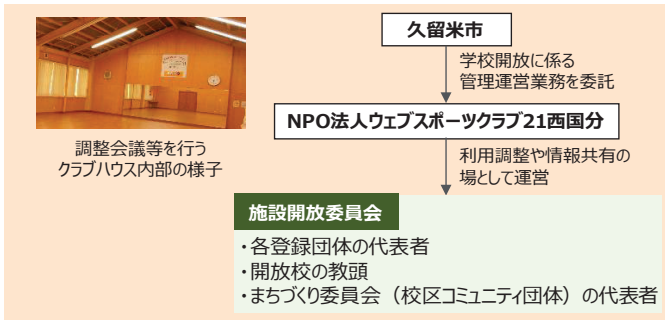 久留米市
学校開放に係る
管理運営業務を委託
NPO法人ウェブスポーツクラブ21西国分
利用調整や情報共有の
場として運営
調整会議等を行う
クラブハウス内部の様子
施設開放委員会
・各登録団体の代表者
・開放校の教頭
・まちづくり委員会（校区コミュニティ団体）の代表者